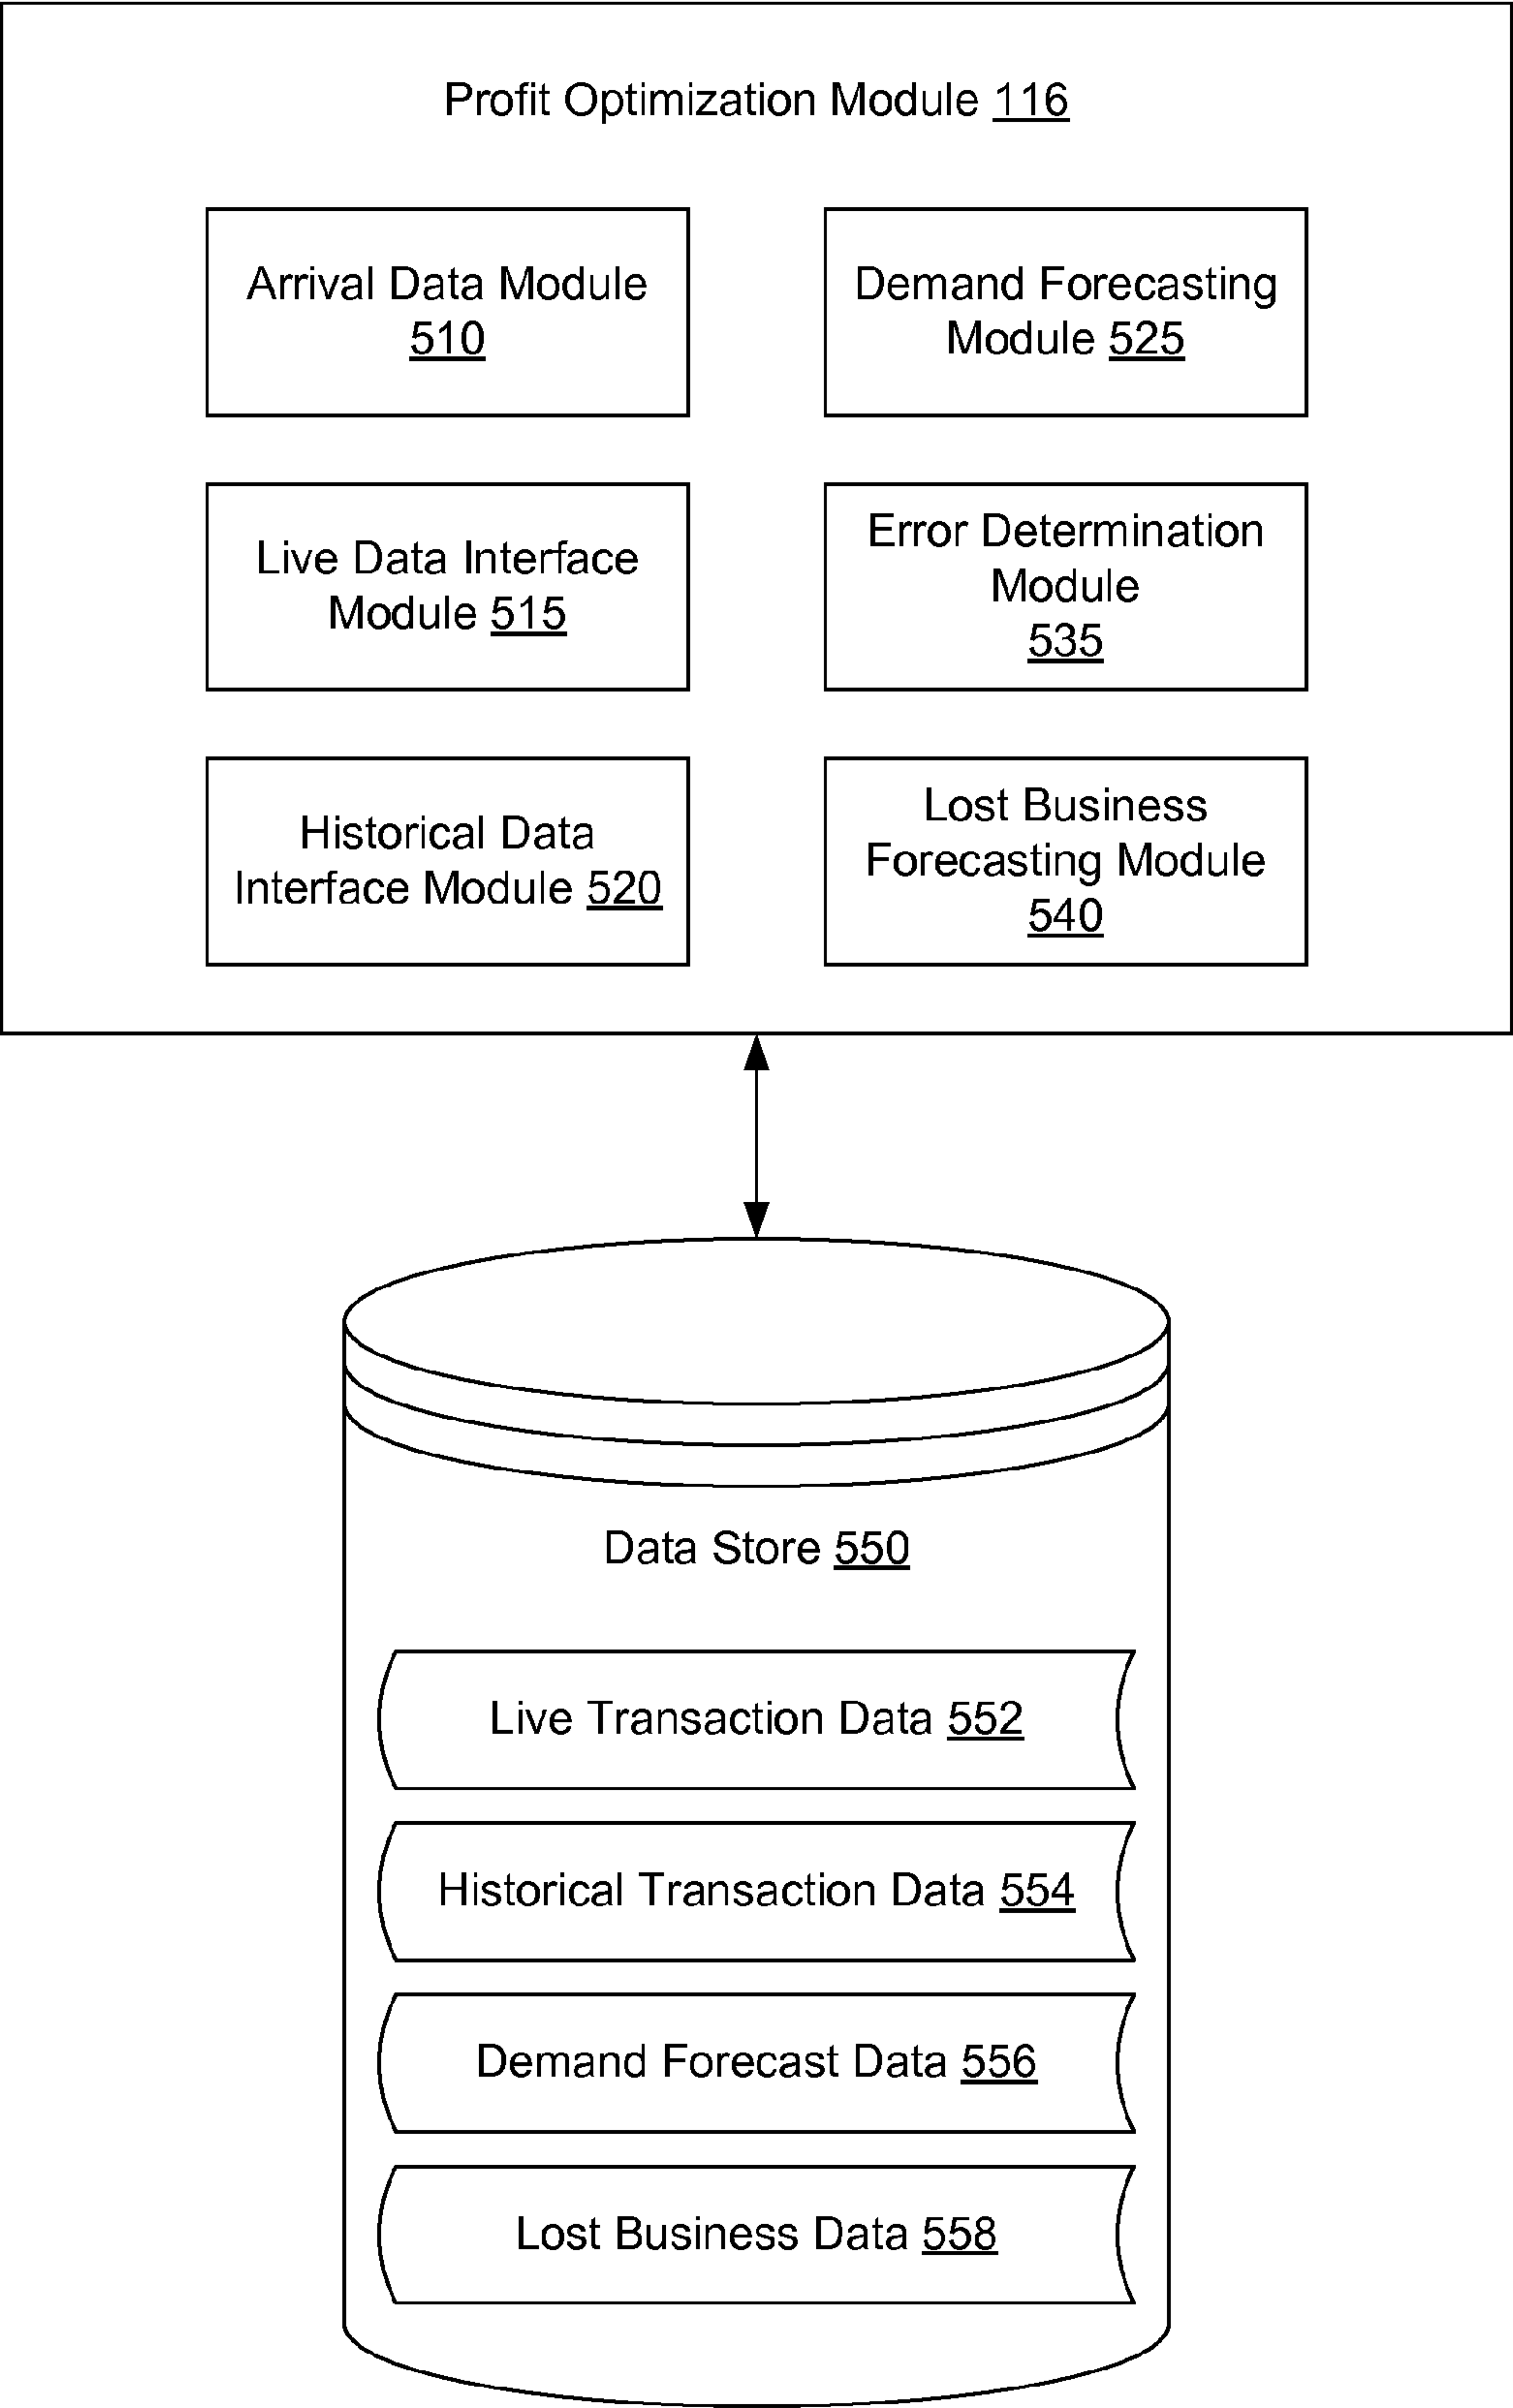 Profit Optimization Module 116
Arrival Data Module
510
Demand Forecasting
Module 525
Live Data Interface
Module 515
Error Determination
Module
535
Historical Data
Interface Module 520
Lost Business
Forecasting Module
540
Data Store 550
Live Transaction Data 552
Historical Transaction Data 554
Demand Forecast Data 556
Lost Business Data 558